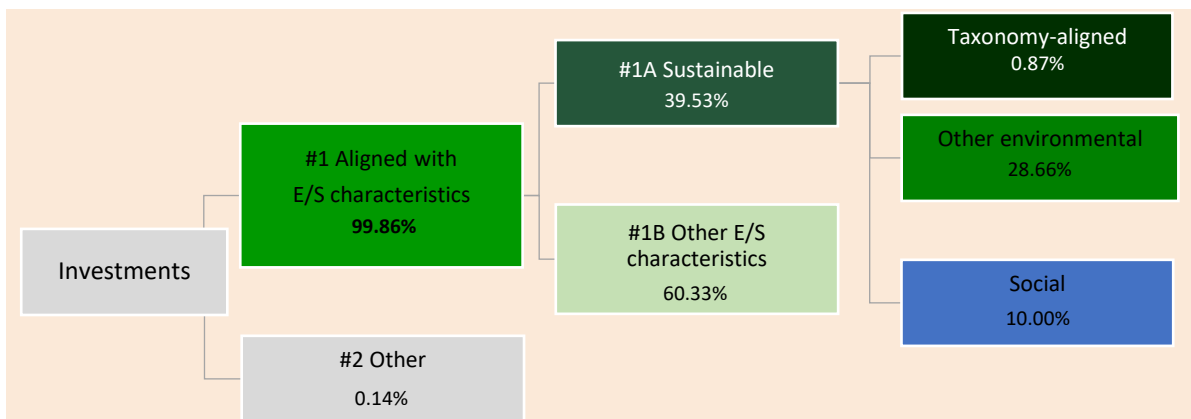 Investments
#1 Aligned with
E/S characteristics
99.86%
#2 Other
0.14%
#1A Sustainable
39.53%
#1B Other E/S
characteristics
60.33%
Taxonomy-aligned
0.87%
Other environmental
28.66%
Social
10.00%